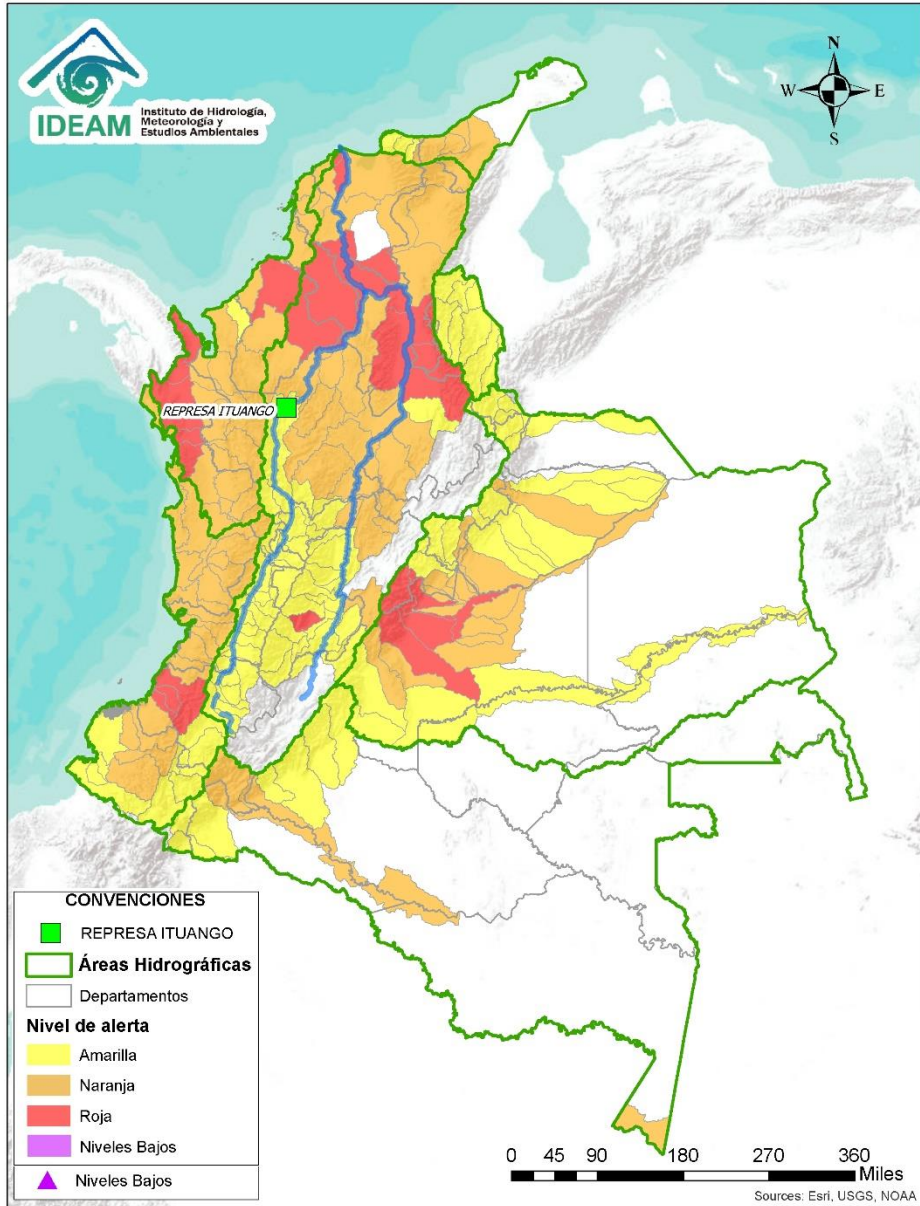 IDEAM
Instituto de Hidrología,
Meteorología y
Estudios Ambientales
N
W
E
S
REPRESA ITUANGO
CONVENCIONES
REPRESA ITUANGO
Áreas Hidrográficas
Departamentos
Nivel de alerta
Amarilla
Naranja
Roja
Niveles Bajos
Niveles Bajos
0 45 90 180 270 360
Miles
Sources: Esri, USGS, NOAA